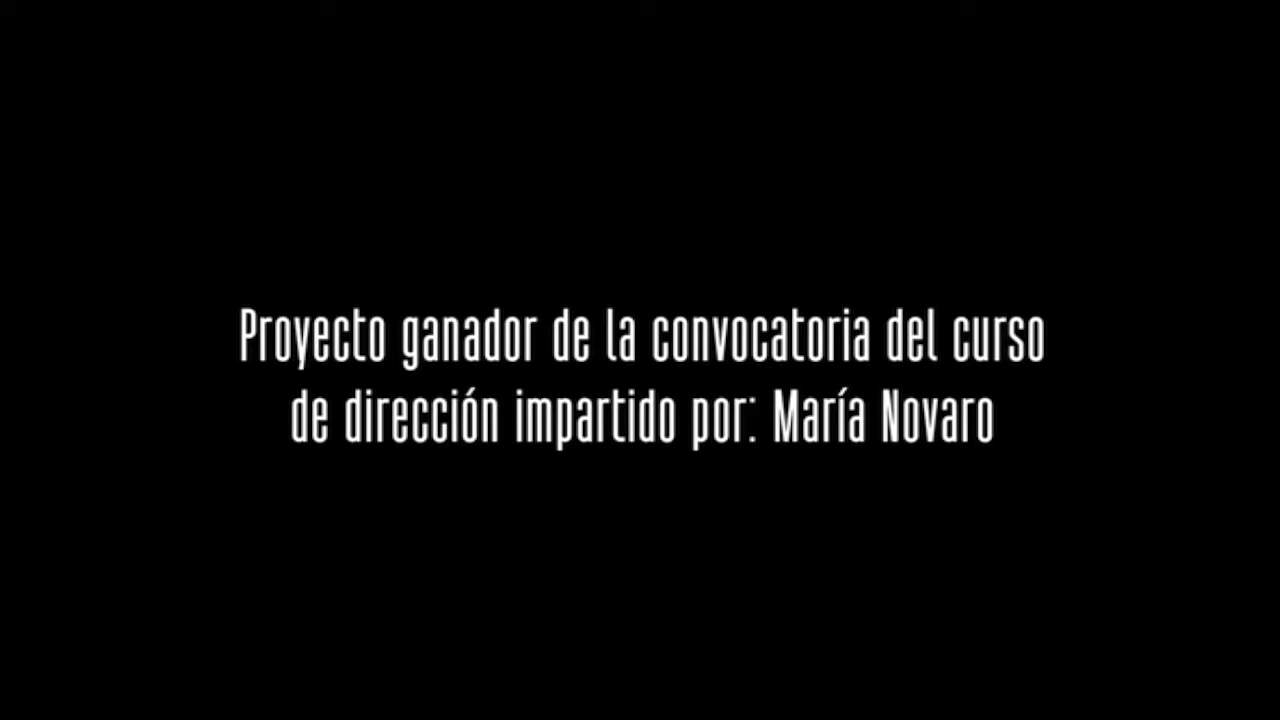 Proyecto ganador de la convocatoria del curso
de dirección impartido por: María Novaro